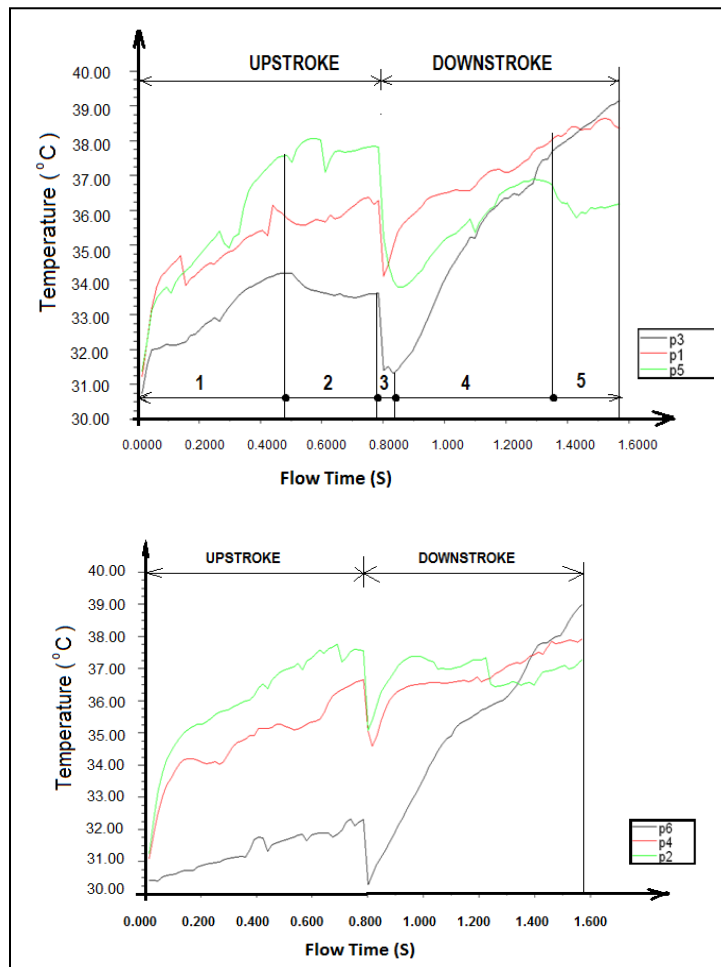 UPSTROKE DOWNSTROKE
40.00
39.00
38.00
37.00
36.00
34.00
33.00
32.00
31.00
30.00
Temperature ( °C)
1 2 3 4 5
p3
p1
p5
0.0000 0.2000 0.4000 0.6000 0.8000 1.000 1.2000 1.4000 1.6000
Flow Time (S)
UPSTROKE DOWNSTROKE
40.00
39.00
38.00
37.00
36.00
35.00
34.00
33.00
32.00
31.00
30.00
Temperature ( °C)
p6
p4
p2
0.000 0.200 0.400 0.600 0.800 1.000 1.200 1.400 1.600
Flow Time (S)